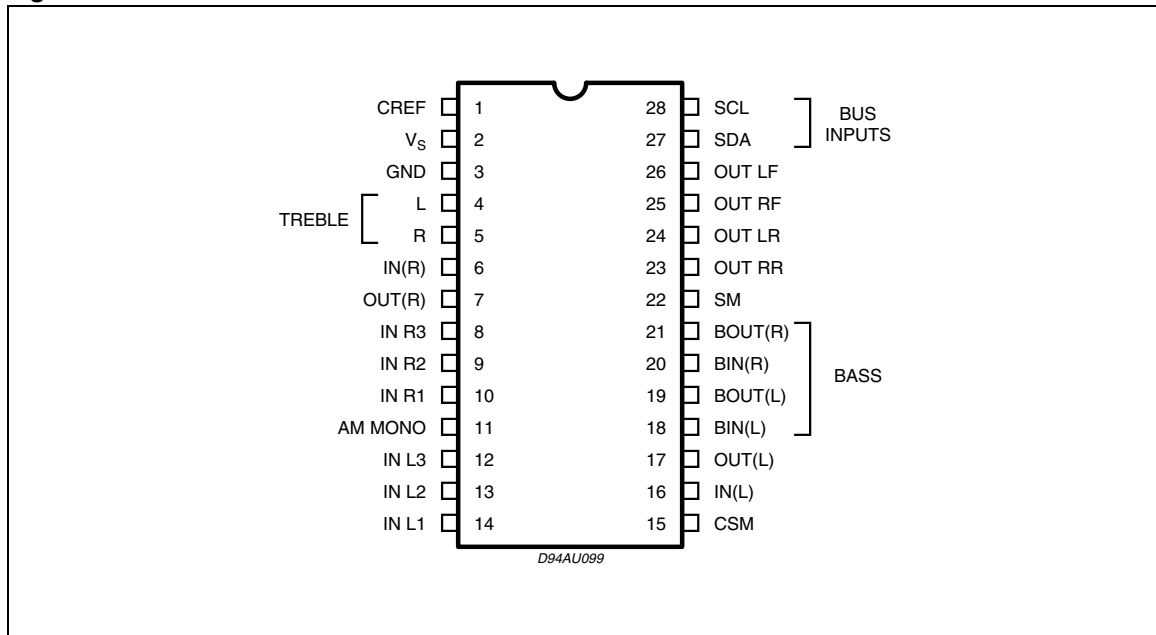 CREF 1 28 SCL
VS 2 27 SDA
BUS INPUTS
GND 3 26 OUT LF
TREBLE
L 4 25 OUT RF
R 5 24 OUT LR
IN(R) 6 23 OUT RR
OUT(R) 7 22 SM
IN R3 8 21 BOUT(R)
IN R2 9 20 BIN(R)
BASS
IN R1 10 19 BOUT(L)
AM MONO 11 18 BIN(L)
IN L3 12 17 OUT(L)
IN L2 13 16 IN(L)
IN L1 14 15 CSM
D94AU099